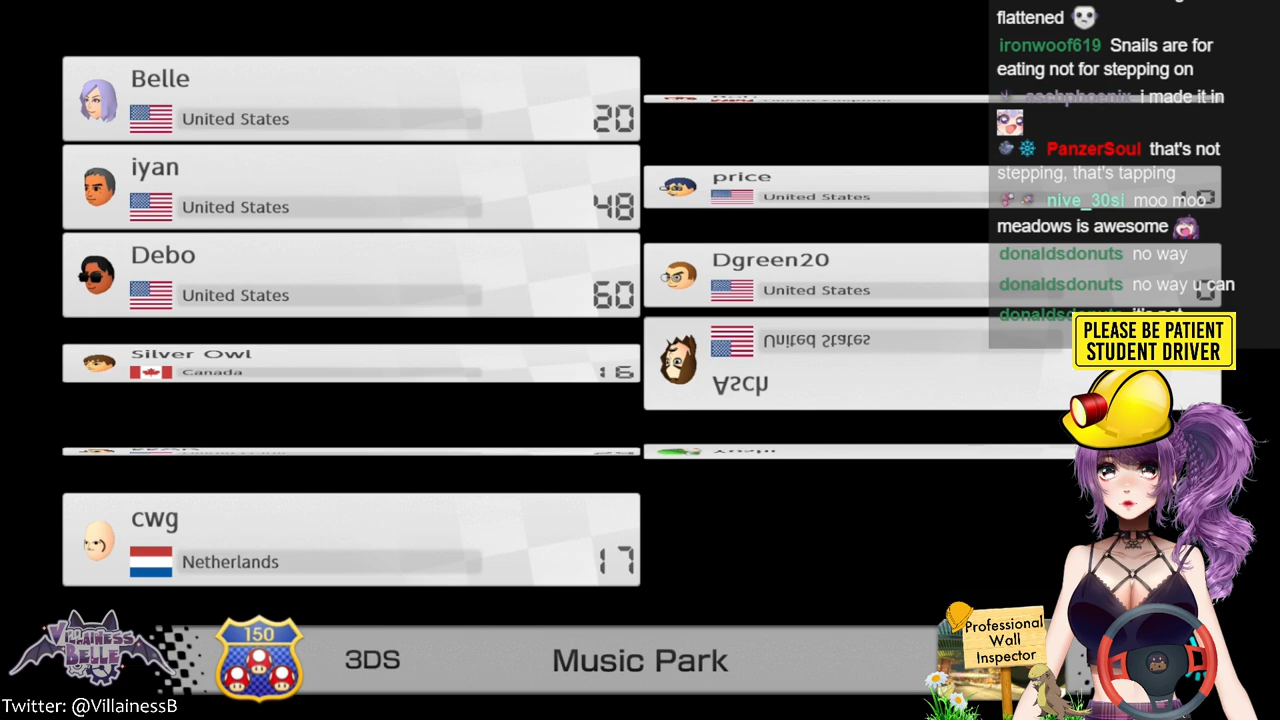 Belle
United States
20
iyan
United States
48
Debo
United States
60
Silver Owl
Canada
16
cwg
Netherlands
17
price
United States
Dgreen20
United States
0
United States
Asch
flattened
ironwoof619 Snails are for
eating not for stepping on
aschphoenix i made it in
PanzerSoul that's not
stepping, that's tapping
nive_30si moo moo
meadows is awesome
donaldsdonuts no way
donaldsdonuts no way u can
PLEASE BE PATIENT
STUDENT DRIVER
Professional
Wall
Inspector
VILLAINESS
BELLE
150
3DS
Music Park
Twitter: @VillainessB